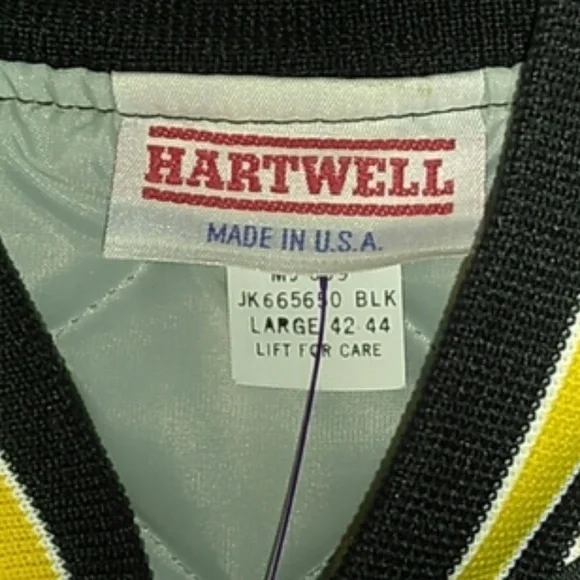 HARTWELL
MADE IN U.S.A.
JK665650 BLK
LARGE 42-44
LIFT FOR CARE